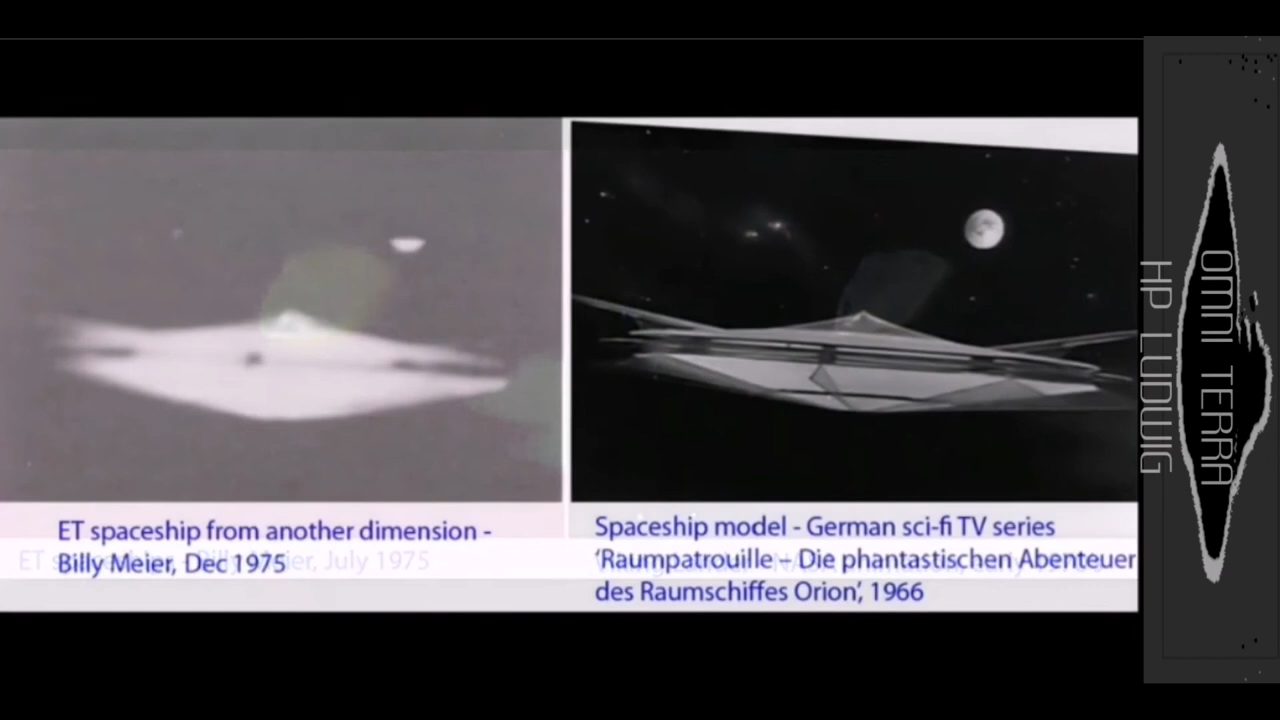 ET spaceship from another dimension -
Billy Meier, Dec 1975
Spaceship model - German sci-fi TV series
‘Raumpatrouille – Die phantastischen Abenteuer
des Raumschiffes Orion’, 1966
OMNI TERRA
HP LUDWIG